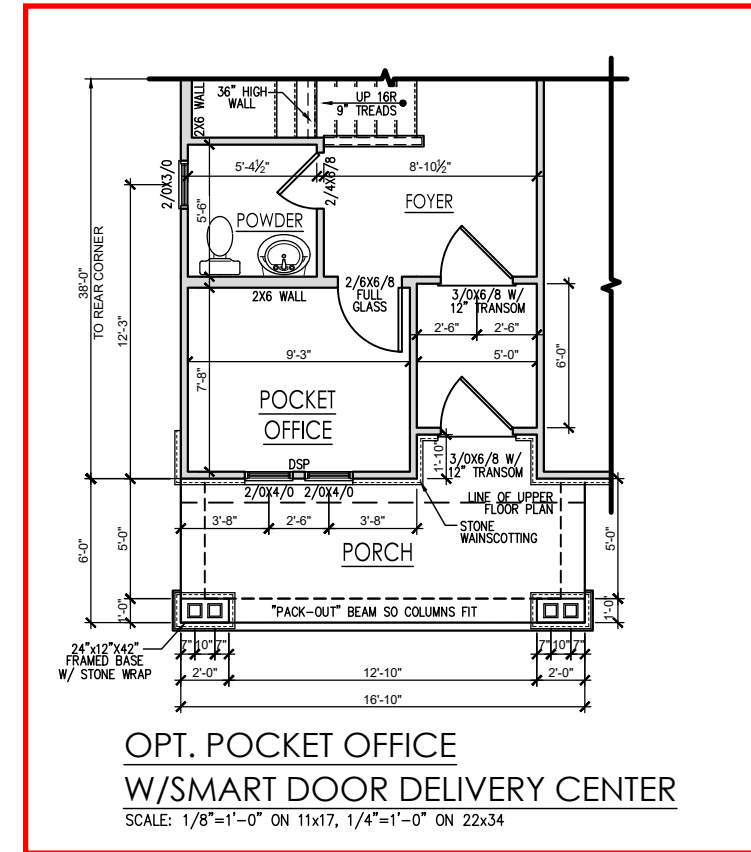 36" HIGH
WALL
UP 16R
9" TREADS
2X6 WALL
5'-4½"
8'-10½"
2/0X3/0
2/4X6/8
5'-6"
POWDER
FOYER
38'-0"
TO REAR CORNER
12'-3"
2X6 WALL
2/6X6/8
FULL
GLASS
3/0X6/8 W/
12" TRANSOM
2'-6"
2'-6"
5'-0"
6'-0"
9'-3"
7'-8"
POCKET
OFFICE
DSP
2/0X4/0
2/0X4/0
1'-10"
3/0X6/8 W/
12" TRANSOM
LINE OF UPPER
FLOOR PLAN
STONE
WAINSCOTTING
3'-8"
2'-6"
3'-8"
PORCH
6'-0"
5'-0"
1'-0"
5'-0"
1'-0"
"PACK-OUT" BEAM SO COLUMNS FIT
24"x12"X42"
FRAMED BASE
W/ STONE WRAP
7"
10"
7"
7"
10"
7"
2'-0"
12'-10"
2'-0"
16'-10"
OPT. POCKET OFFICE
W/SMART DOOR DELIVERY CENTER
SCALE: 1/8"=1'-0" ON 11x17, 1/4"=1'-0" ON 22x34